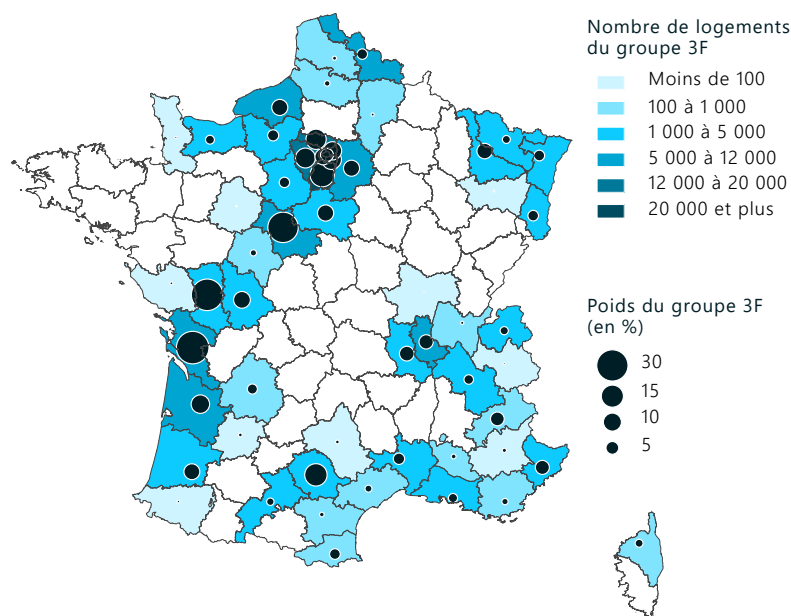 Nombre de logements
du groupe 3F
Moins de 100
100 à 1 000
1 000 à 5 000
5 000 à 12 000
12 000 à 20 000
20 000 et plus
Poids du groupe 3F
(en %)
30
15
10
5